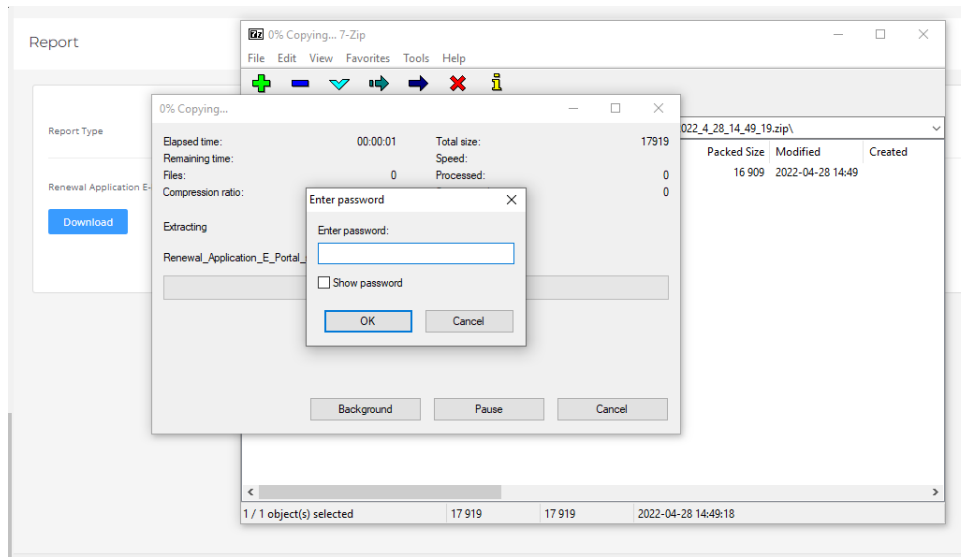 Report
Report Type
Renewal Application E-
Download
7z 0% Copying... 7-Zip
File Edit View Favorites Tools Help
022_4_28_14_49_19.zip\
Packed Size Modified Created
16 909 2022-04-28 14:49
0% Copying...
Elapsed time: 00:00:01 Total size: 17919
Remaining time: Speed:
Files: 0 Processed: 0
Compression ratio: 0
Extracting
Renewal_Application_E_Portal_
Enter password
Enter password:
Show password
OK Cancel
Background Pause Cancel
1 / 1 object(s) selected 17 919 17 919 2022-04-28 14:49:18